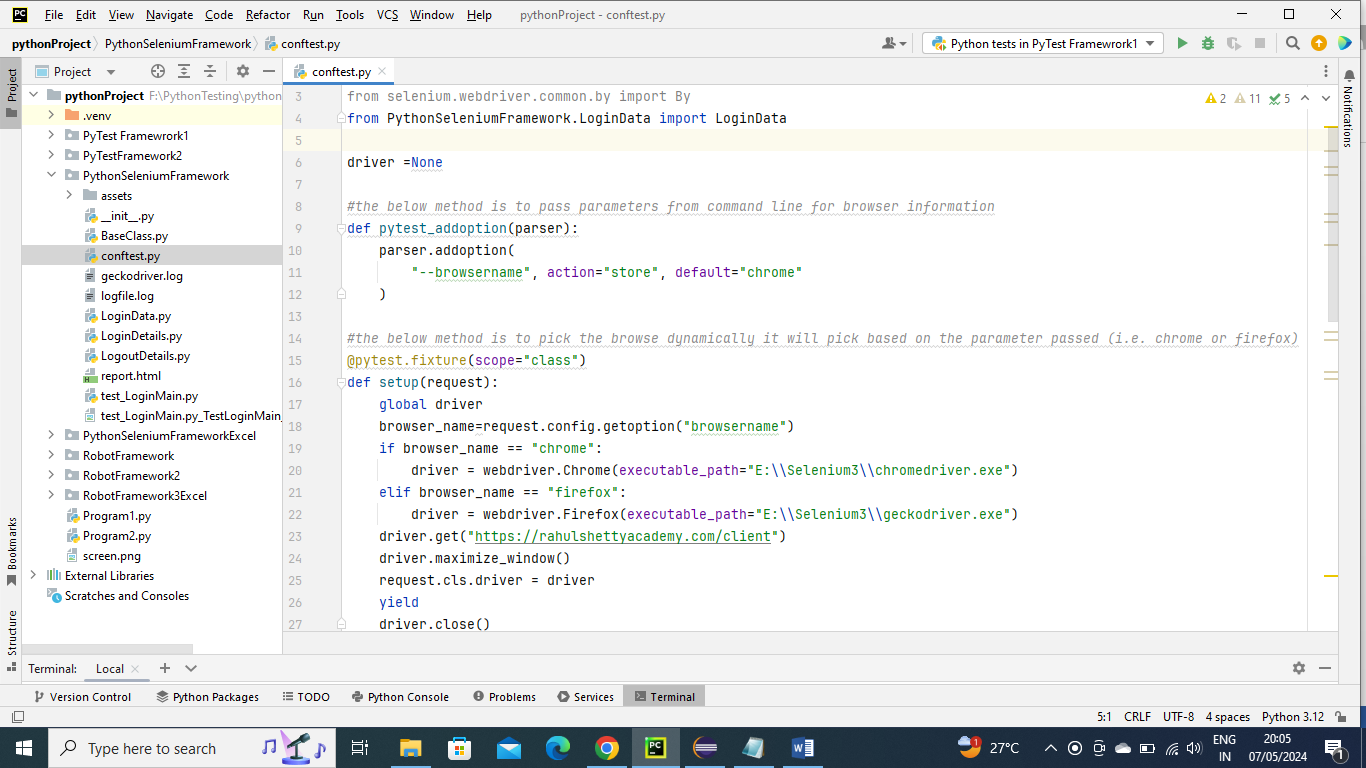 PC File Edit View Navigate Code Refactor Run Tools VCS Window Help pythonProject - conftest.py
pythonProject PythonSeleniumFramework conftest.py Python tests in PyTest Framewrork1
Project
Project
conftest.py
Notifications
pythonProject F:\PythonTesting\python
.venv
PyTest Framewrork1
PyTestFramework2
PythonSeleniumFramework
assets
__init__.py
BaseClass.py
conftest.py
geckodriver.log
logfile.log
LoginData.py
LoginDetails.py
LogoutDetails.py
report.html
test_LoginMain.py
test_LoginMain.py_TestLoginMain_
PythonSeleniumFrameworkExcel
RobotFramework
RobotFramework2
RobotFramework3Excel
Program1.py
Program2.py
screen.png
External Libraries
Scratches and Consoles
Bookmarks
Structure
2 11 5
3 from selenium.webdriver.common.by import By
4 from PythonSeleniumFramework.LoginData import LoginData
5
6 driver =None
7
8 #the below method is to pass parameters from command line for browser information
9 def pytest_addoption(parser):
10 parser.addoption(
11 "--browsername", action="store", default="chrome"
12 )
13
14 #the below method is to pick the browse dynamically it will pick based on the parameter passed (i.e. chrome or firefox)
15 @pytest.fixture(scope="class")
16 def setup(request):
17 global driver
18 browser_name=request.config.getoption("browsername")
19 if browser_name == "chrome":
20 driver = webdriver.Chrome(executable_path="E:\\Selenium3\\chromedriver.exe")
21 elif browser_name == "firefox":
22 driver = webdriver.Firefox(executable_path="E:\\Selenium3\\geckodriver.exe")
23 driver.get("https://rahulshettyacademy.com/client")
24 driver.maximize_window()
25 request.cls.driver = driver
26 yield
27 driver.close()
Terminal: Local
Version Control Python Packages TODO Python Console Problems Services Terminal
5:1 CRLF UTF-8 4 spaces Python 3.12
Type here to search
PC
W
1 27°C
ENG
IN
20:05
07/05/2024
1